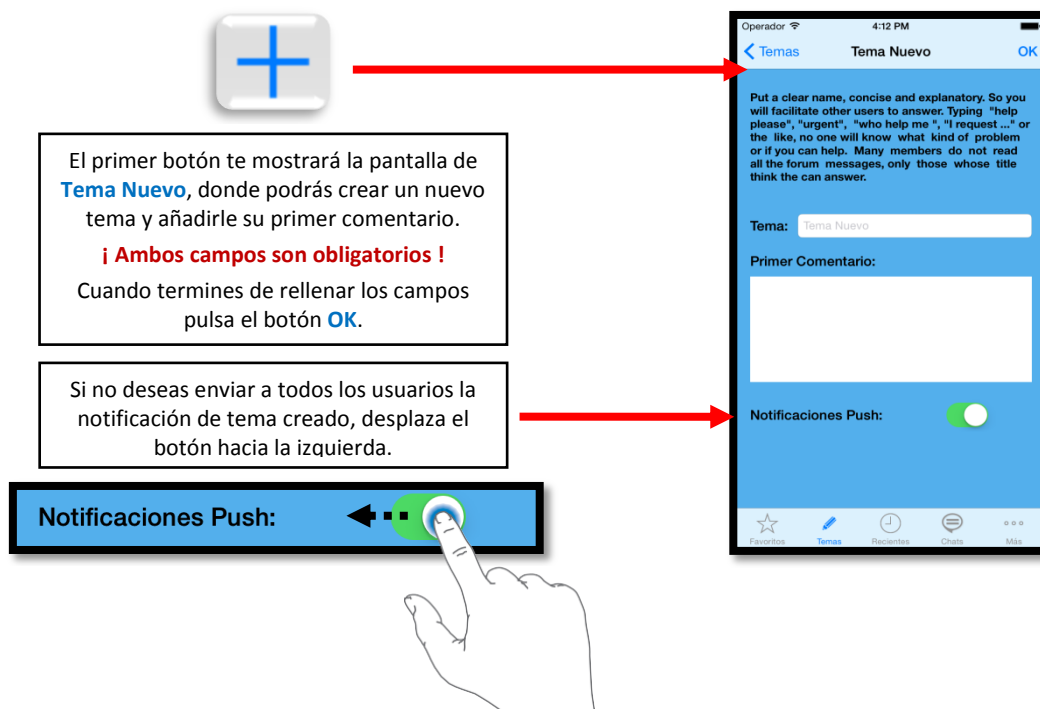 El primer botón te mostrará la pantalla de
Tema Nuevo, donde podrás crear un nuevo
tema y añadirle su primer comentario.
¡ Ambos campos son obligatorios !
Cuando termines de rellenar los campos
pulsa el botón OK.
Si no deseas enviar a todos los usuarios la
notificación de tema creado, desplaza el
botón hacia la izquierda.
Notificaciones Push:
Operador 4:12 PM
Temas Tema Nuevo OK
Put a clear name, concise and explanatory. So you
will facilitate other users to answer. Typing "help
please", "urgent", "who help me ", "I request ..." or
the like, no one will know what kind of problem
or if you can help. Many members do not read
all the forum messages, only those whose title
think the can answer.
Tema: Tema Nuevo
Primer Comentario:
Notificaciones Push:
Favoritos Temas Recientes Chats Más